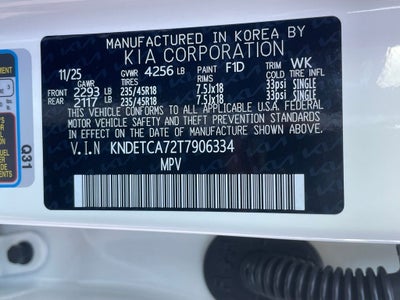 MANUFACTURED IN KOREA BY
KIA CORPORATION
11/25 GVWR 4256 LB PAINT F1D TRIM WK
GAWR TIRES RIMS COLD TIRE INFL
FRONT 2293 LB 235/45R18 7.5Jx18 33psi SINGLE
REAR 2117 LB 235/45R18 7.5Jx18 33psi SINGLE
THIS VEHICLE CONFORMS TO ALL APPLICABLE U.S.A. FEDERAL
MOTOR VEHICLE SAFETY AND THEFT PREVENTION STANDARDS
IN EFFECT ON THE DATE OF MANUFACTURE SHOWN ABOVE.
V.I.N KNDETCA72T7906334
MPV
Q31